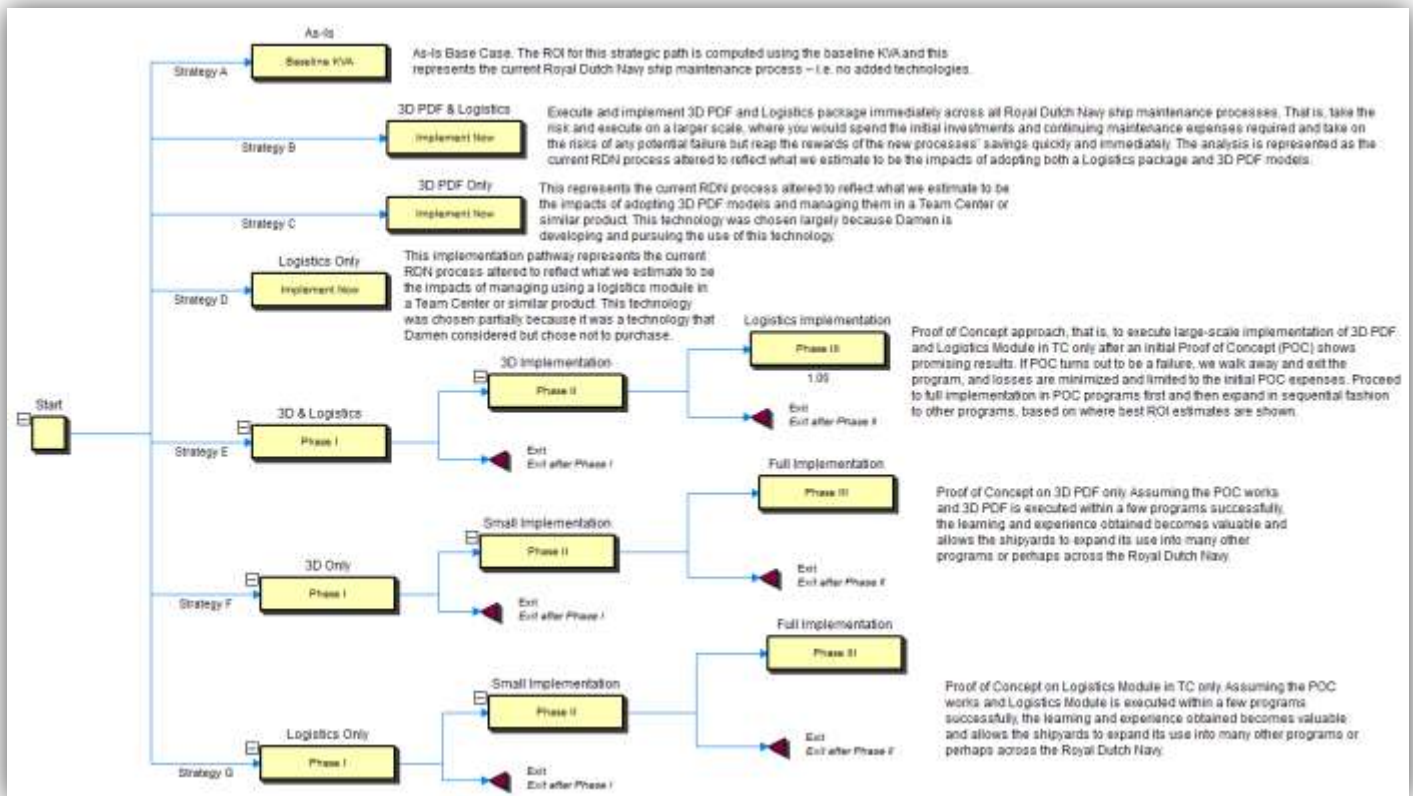 As-Is
Baseline KVA
Strategy A
As-Is Base Case. The ROI for this strategic path is computed using the baseline KVA and this
represents the current Royal Dutch Navy ship maintenance process – i.e. no added technologies.
3D PDF & Logistics
Implement Now
Strategy B
Execute and implement 3D PDF and Logistics package immediately across all Royal Dutch Navy ship maintenance processes. That is, take the
risk and execute on a larger scale, where you would spend the initial investments and continuing maintenance expenses required and take on
the risks of any potential failure but reap the rewards of the new processes' savings quickly and immediately. The analysis is represented as the
current RDN process altered to reflect what we estimate to be the impacts of adopting both a Logistics package and 3D PDF models.
3D PDF Only
Implement Now
Strategy C
This represents the current RDN process altered to reflect what we estimate to be
the impacts of adopting 3D PDF models and managing them in a Team Center or
similar product. This technology was chosen largely because Damen is
developing and pursuing the use of this technology.
Logistics Only
Implement Now
Strategy D
This implementation pathway represents the current
RDN process altered to reflect what we estimate to be
the impacts of managing using a logistics module in
a Team Center or similar product. This technology
was chosen partially because it was a technology that
Damen considered but chose not to purchase.
Start
3D & Logistics
Phase I
Strategy E
3D Implementation
Phase II
Exit
Exit after Phase I
Logistics Implementation
Phase III
1.06
Exit
Exit after Phase II
Proof of Concept approach, that is, to execute large-scale implementation of 3D PDF
and Logistics Module in TC only after an initial Proof of Concept (POC) shows
promising results. If POC turns out to be a failure, we walk away and exit the
program, and losses are minimized and limited to the initial POC expenses. Proceed
to full implementation in POC programs first and then expand in sequential fashion
to other programs, based on where best ROI estimates are shown.
3D Only
Phase I
Strategy F
Small Implementation
Phase II
Exit
Exit after Phase I
Full Implementation
Phase III
Exit
Exit after Phase II
Proof of Concept on 3D PDF only. Assuming the POC works
and 3D PDF is executed within a few programs successfully,
the learning and experience obtained becomes valuable and
allows the shipyards to expand its use into many other
programs or perhaps across the Royal Dutch Navy.
Logistics Only
Phase I
Strategy G
Small Implementation
Phase II
Exit
Exit after Phase I
Full Implementation
Phase III
Exit
Exit after Phase II
Proof of Concept on Logistics Module in TC only. Assuming the POC
works and Logistics Module is executed within a few programs
successfully, the learning and experience obtained becomes valuable
and allows the shipyards to expand its use into many other programs or
perhaps across the Royal Dutch Navy.